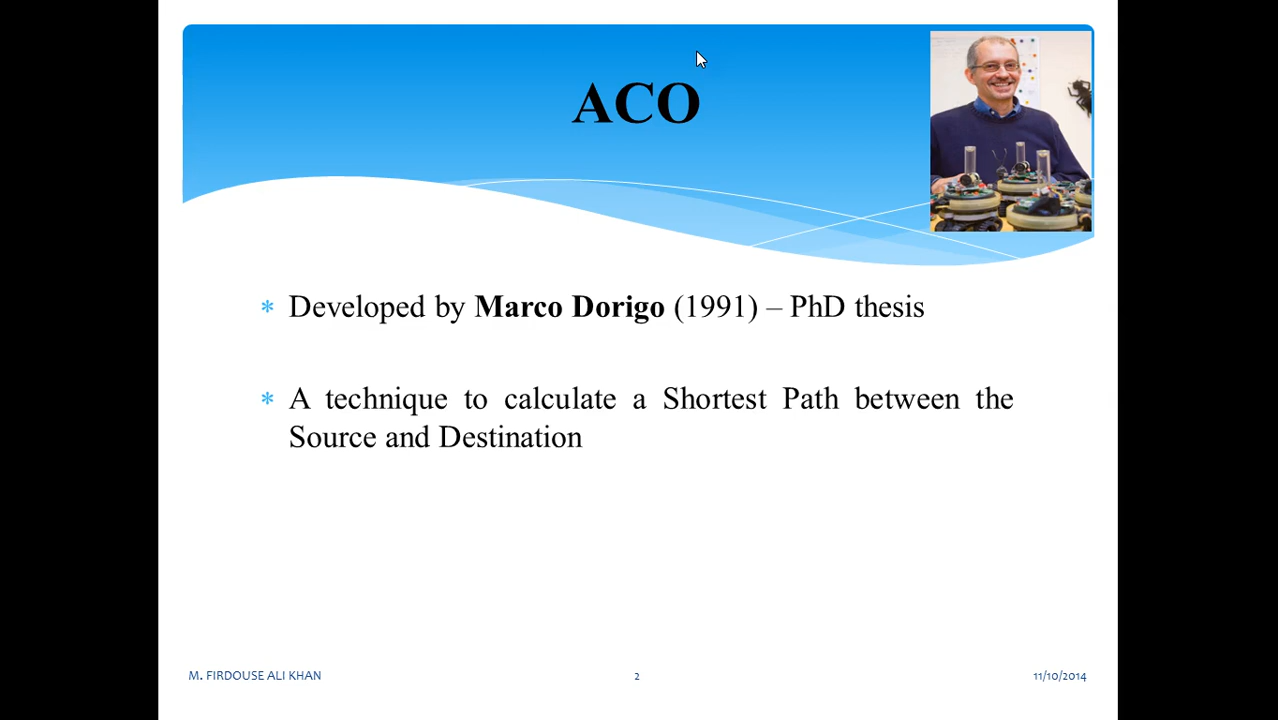 ACO
* Developed by Marco Dorigo (1991) – PhD thesis
* A technique to calculate a Shortest Path between the
Source and Destination
M. FIRDOUSE ALI KHAN
2
11/10/2014